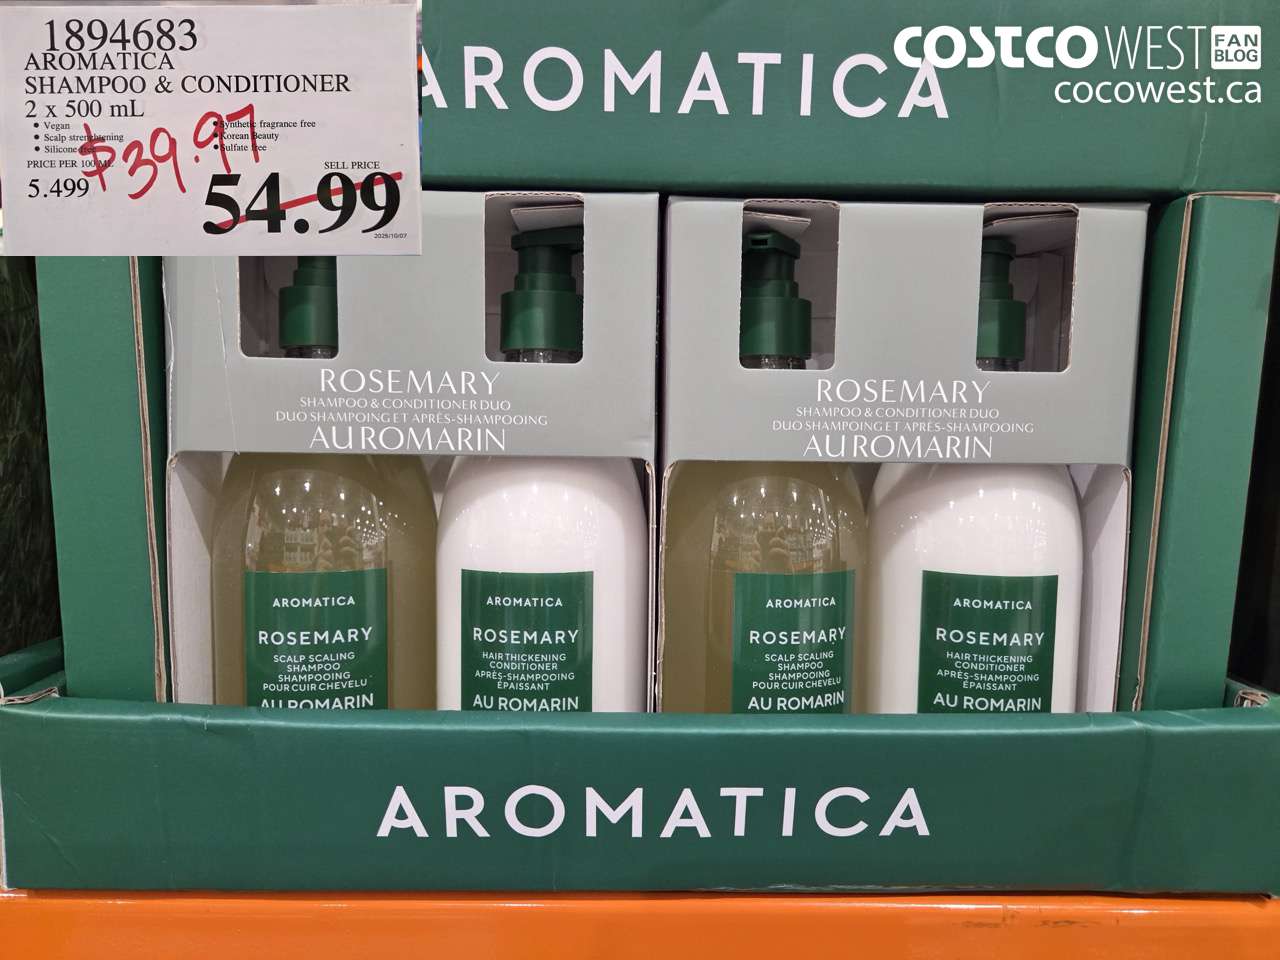 1894683
AROMATICA
SHAMPOO & CONDITIONER
2 x 500 mL
• Vegan
• Scalp strenghtening
• Silicone free
• Synthetic fragrance free
• Korean Beauty
• Sulfate free
PRICE PER 100 ML
5.499
$39.97
SELL PRICE
54.99
2025/10/07
AROMATICA
COSTCO WEST FAN BLOG
cocowest.ca
ROSEMARY
SHAMPOO & CONDITIONER DUO
DUO SHAMPOING ET APRÈS-SHAMPOOING
AU ROMARIN
ROSEMARY
SHAMPOO & CONDITIONER DUO
DUO SHAMPOING ET APRÈS-SHAMPOOING
AU ROMARIN
AROMATICA
ROSEMARY
SCALP SCALING
SHAMPOO
SHAMPOOING
POUR CUIR CHEVELU
AU ROMARIN
AROMATICA
ROSEMARY
HAIR THICKENING
CONDITIONER
APRÈS-SHAMPOOING
ÉPAISSANT
AU ROMARIN
AROMATICA
ROSEMARY
SCALP SCALING
SHAMPOO
SHAMPOOING
POUR CUIR CHEVELU
AU ROMARIN
AROMATICA
ROSEMARY
HAIR THICKENING
CONDITIONER
APRÈS-SHAMPOOING
ÉPAISSANT
AU ROMARIN
AROMATICA